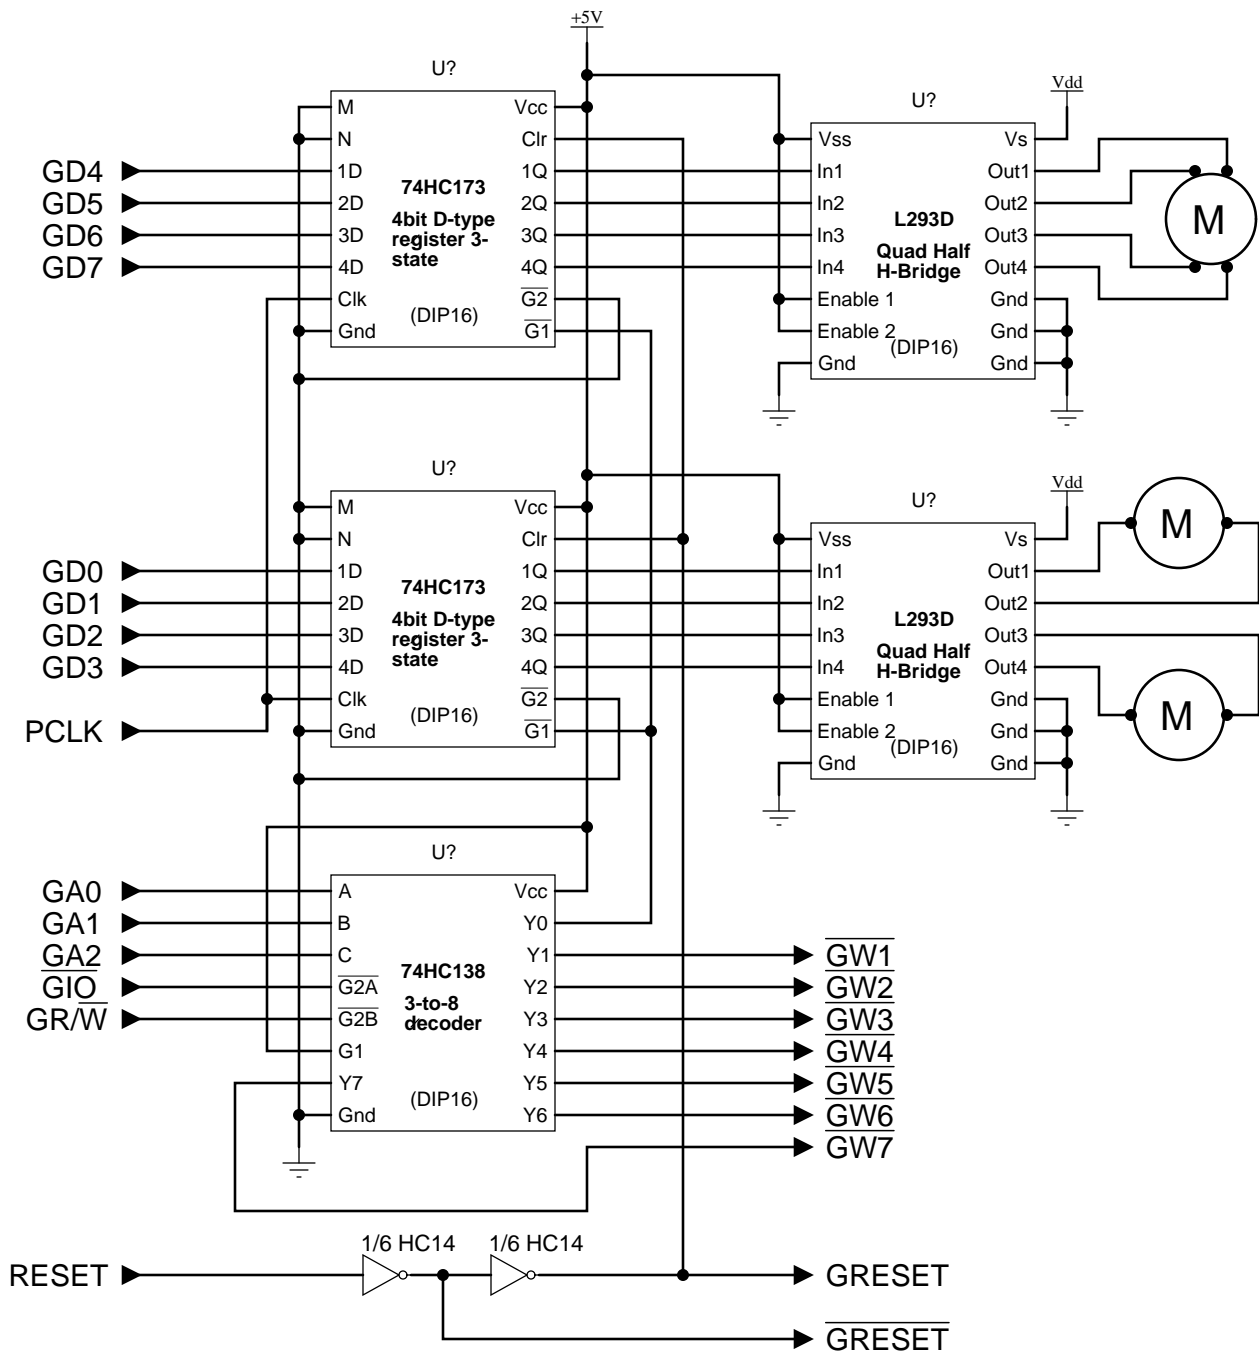 +5V
U?
M Vcc
N Clr
GD4 1D 1Q
GD5 2D 2Q
GD6 3D 3Q
GD7 4D 4Q
Clk G2
Gnd G1
74HC173
4bit D-type
register 3-
state
(DIP16)
U?
Vdd
Vss Vs
In1 Out1
In2 Out2
In3 Out3
In4 Out4
Enable 1 Gnd
Enable 2 Gnd
Gnd Gnd
L293D
Quad Half
H-Bridge
(DIP16)
M
U?
M Vcc
N Clr
GD0 1D 1Q
GD1 2D 2Q
GD2 3D 3Q
GD3 4D 4Q
Clk G2
PCLK Gnd G1
74HC173
4bit D-type
register 3-
state
(DIP16)
U?
Vdd
Vss Vs
In1 Out1
In2 Out2
In3 Out3
In4 Out4
Enable 1 Gnd
Enable 2 Gnd
Gnd Gnd
L293D
Quad Half
H-Bridge
(DIP16)
M
M
U?
GA0 A Vcc
GA1 B Y0
GA2 C Y1 GW1
GIO G2A Y2 GW2
GR/W G2B Y3 GW3
G1 Y4 GW4
Y7 Y5 GW5
Gnd Y6 GW6
GW7
74HC138
3-to-8
decoder
(DIP16)
1/6 HC14 1/6 HC14
RESET GRESET
GRESET